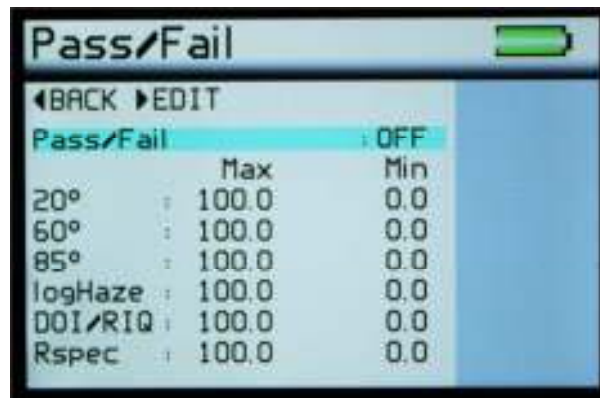 Pass/Fail
◀BACK ▶EDIT
Pass/Fail : OFF
Max Min
20° : 100.0 0.0
60° : 100.0 0.0
85° : 100.0 0.0
logHaze : 100.0 0.0
DOI/RIQ : 100.0 0.0
Rspec : 100.0 0.0